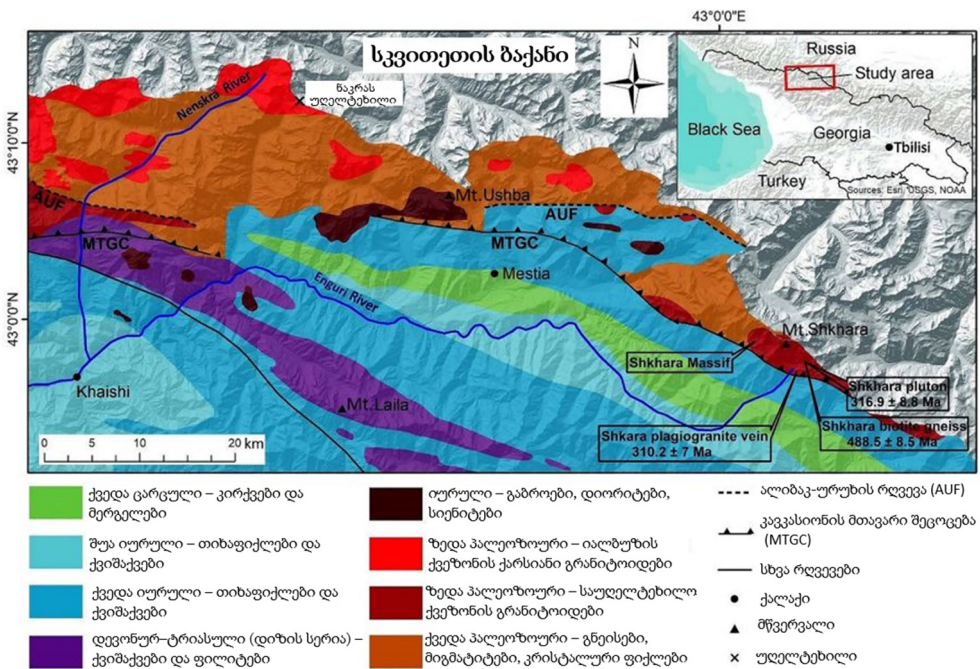 43°0'0"E
სკვითეთის ბაქანი
N
ნაკრას
უღელტეხილი
Nenskra River
Russia
Study area
Black Sea
Georgia
Tbilisi
Turkey
Sources: Esri, USGS, NOAA
43°10'0"N
43°0'0"N
AUF
Mt.Ushba
AUF
MTGC
MTGC
Mestia
Enguri River
Mt.Shkhara
Shkhara Massif
Khaishi
Mt.Laila
Shkhara pluton
316.9 ± 8.8 Ma
Shkhara biotite gneiss
488.5 ± 8.5 Ma
Shkara plagiogranite vein
310.2 ± 7 Ma
0 5 10 20 km
ქვედა ცარცული – კირქვები და
მერგელები
შუა იურული – თიხაფიქლები და
ქვიშაქვები
ქვედა იურული – თიხაფიქლები და
ქვიშაქვები
დევონურ–ტრიასული (დიზის სერია) –
ქვიშაქვები და ფილიტები
იურული – გაბროები, დიორიტები,
სიენიტები
ზედა პალეოზოური – იალბუზის
ქვეზონის ქარსიანი გრანიტოიდები
ზედა პალეოზოური – საუღელტეხილო
ქვეზონის გრანიტოიდები
ქვედა პალეოზოური – გნეისები,
მიგმატიტები, კრისტალური ფიქლები
ალიბაკ-ურუხის რღვევა (AUF)
კავკასიონის მთავარი შეცოცება
(MTGC)
სხვა რღვევები
ქალაქი
მწვერვალი
უღელტეხილი